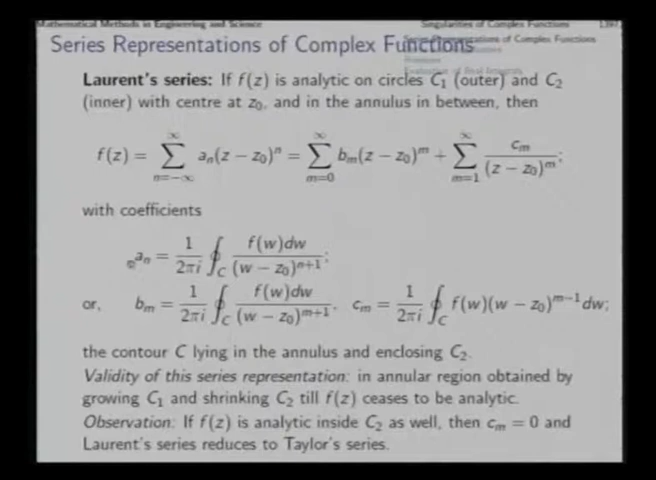 Mathematical Methods in Engineering and Science
Singularities of Complex Functions
Series Representations of Complex Functions
Series Representations of Complex Functions
Laurent's series: If f(z) is analytic on circles C₁ (outer) and C₂
(inner) with centre at z₀, and in the annulus in between, then
f(z) = ∑_{n=−∞}^{∞} aₙ(z − z₀)ⁿ = ∑_{m=0}^{∞} bₘ(z − z₀)ᵐ + ∑_{m=1}^{∞} cₘ/(z − z₀)ᵐ;
with coefficients
aₙ = 1/(2πi) ∮_C f(w)dw/(w − z₀)ⁿ⁺¹;
or, bₘ = 1/(2πi) ∮_C f(w)dw/(w − z₀)ᵐ⁺¹, cₘ = 1/(2πi) ∮_C f(w)(w − z₀)ᵐ⁻¹dw;
the contour C lying in the annulus and enclosing C₂.
Validity of this series representation: in annular region obtained by
growing C₁ and shrinking C₂ till f(z) ceases to be analytic.
Observation: If f(z) is analytic inside C₂ as well, then cₘ = 0 and
Laurent's series reduces to Taylor's series.